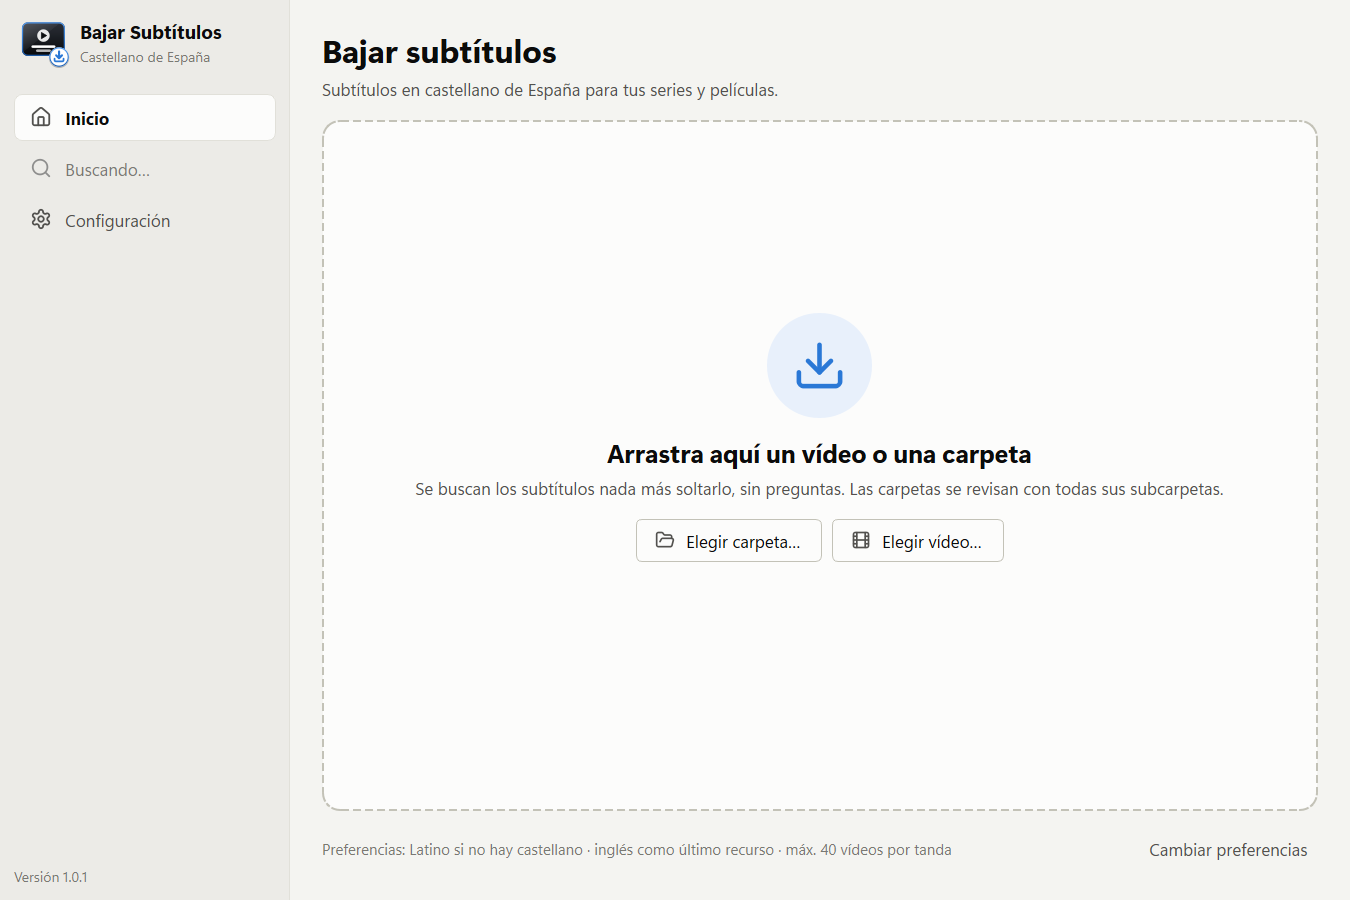 Bajar Subtítulos
Castellano de España
Inicio
Buscando...
Configuración
Versión 1.0.1
Bajar subtítulos
Subtítulos en castellano de España para tus series y películas.
Arrastra aquí un vídeo o una carpeta
Se buscan los subtítulos nada más soltarlo, sin preguntas. Las carpetas se revisan con todas sus subcarpetas.
Elegir carpeta...
Elegir vídeo...
Preferencias: Latino si no hay castellano · inglés como último recurso · máx. 40 vídeos por tanda
Cambiar preferencias